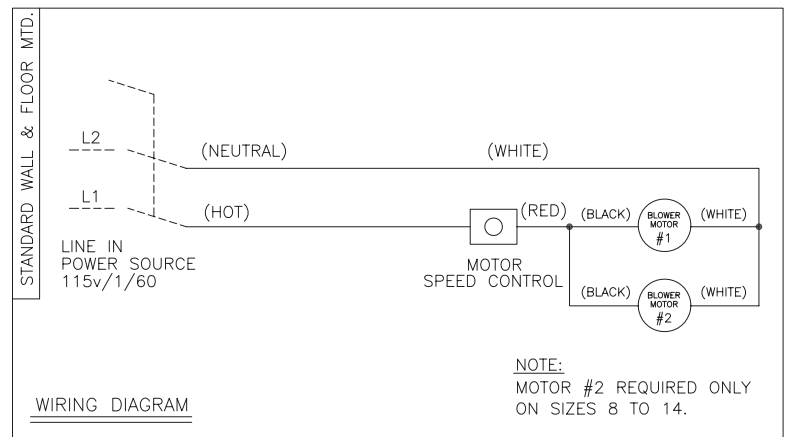 STANDARD WALL & FLOOR MTD.
L2
(NEUTRAL)
(WHITE)
L1
(HOT)
(RED)
(BLACK)
BLOWER
MOTOR
#1
(WHITE)
LINE IN
POWER SOURCE
115v/1/60
MOTOR
SPEED CONTROL
(BLACK)
BLOWER
MOTOR
#2
(WHITE)
NOTE:
MOTOR #2 REQUIRED ONLY
ON SIZES 8 TO 14.
WIRING DIAGRAM